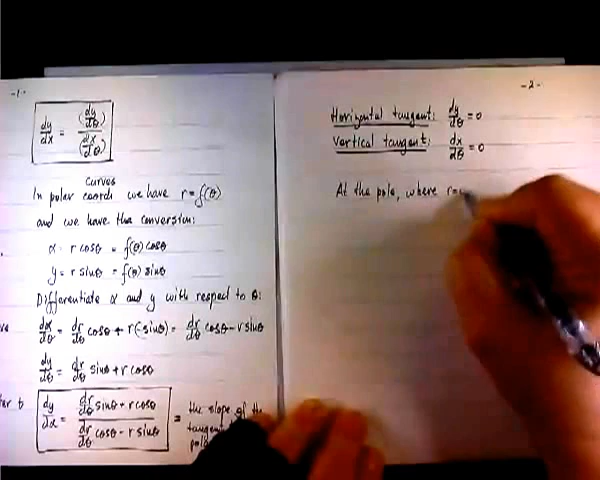 -1-
dy/dx = (dy/dθ)/(dx/dθ)
Curves
In polar coords we have r = f(θ)
and we have the conversion:
x = r cosθ = f(θ) cosθ
y = r sinθ = f(θ) sinθ
Differentiate x and y with respect to θ:
dx/dθ = dr/dθ cosθ + r(-sinθ) = dr/dθ cosθ - r sinθ
dy/dθ = dr/dθ sinθ + r cosθ
dy/dx = (dr/dθ sinθ + r cosθ)/(dr/dθ cosθ - r sinθ) = the slope of the
tangent
-2-
Horizontal tangent: dy/dθ = 0
Vertical tangent: dx/dθ = 0
At the pole, where r =